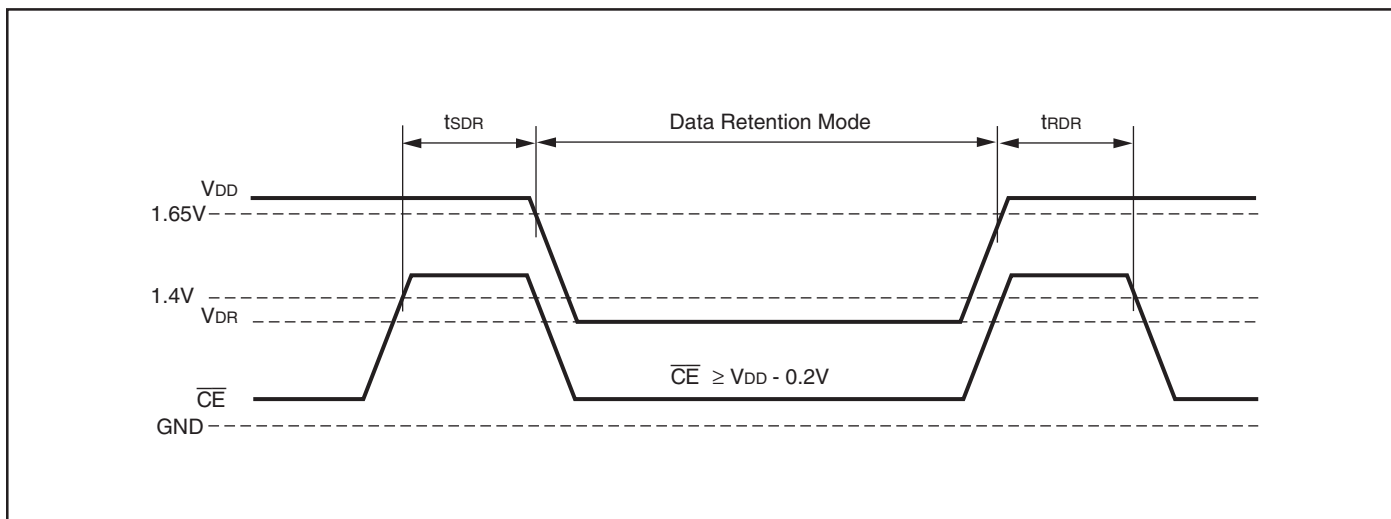 tSDR Data Retention Mode tRDR
VDD
1.65V
1.4V
VDR
CE ≥ VDD - 0.2V
CE
GND